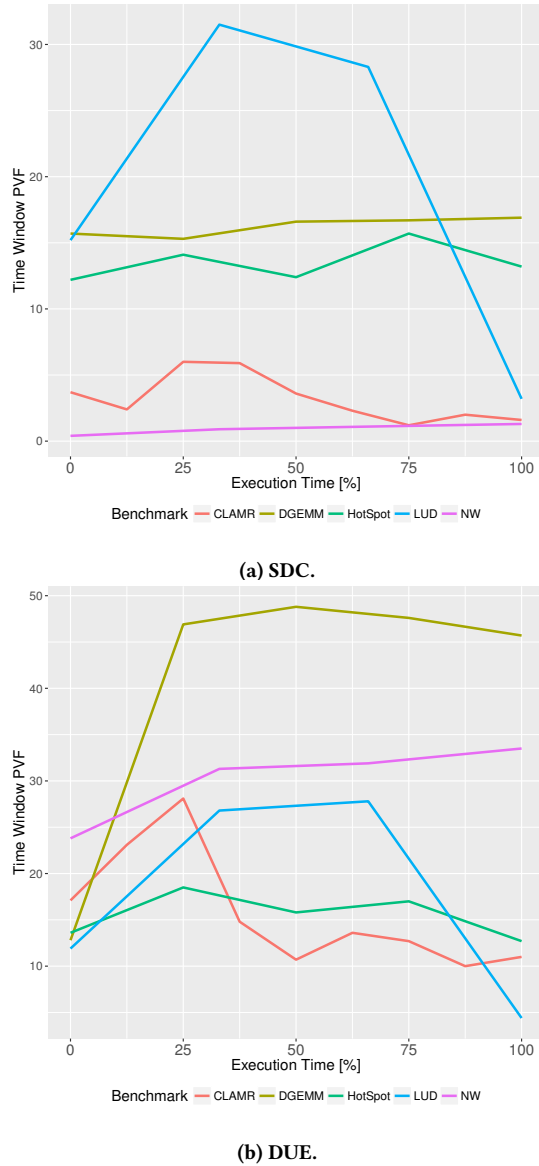 30
20
10
0
Time Window PVF
0 25 50 75 100
Execution Time [%]
Benchmark CLAMR DGEMM HotSpot LUD NW
(a) SDC.
50
40
30
20
10
Time Window PVF
0 25 50 75 100
Execution Time [%]
Benchmark CLAMR DGEMM HotSpot LUD NW
(b) DUE.